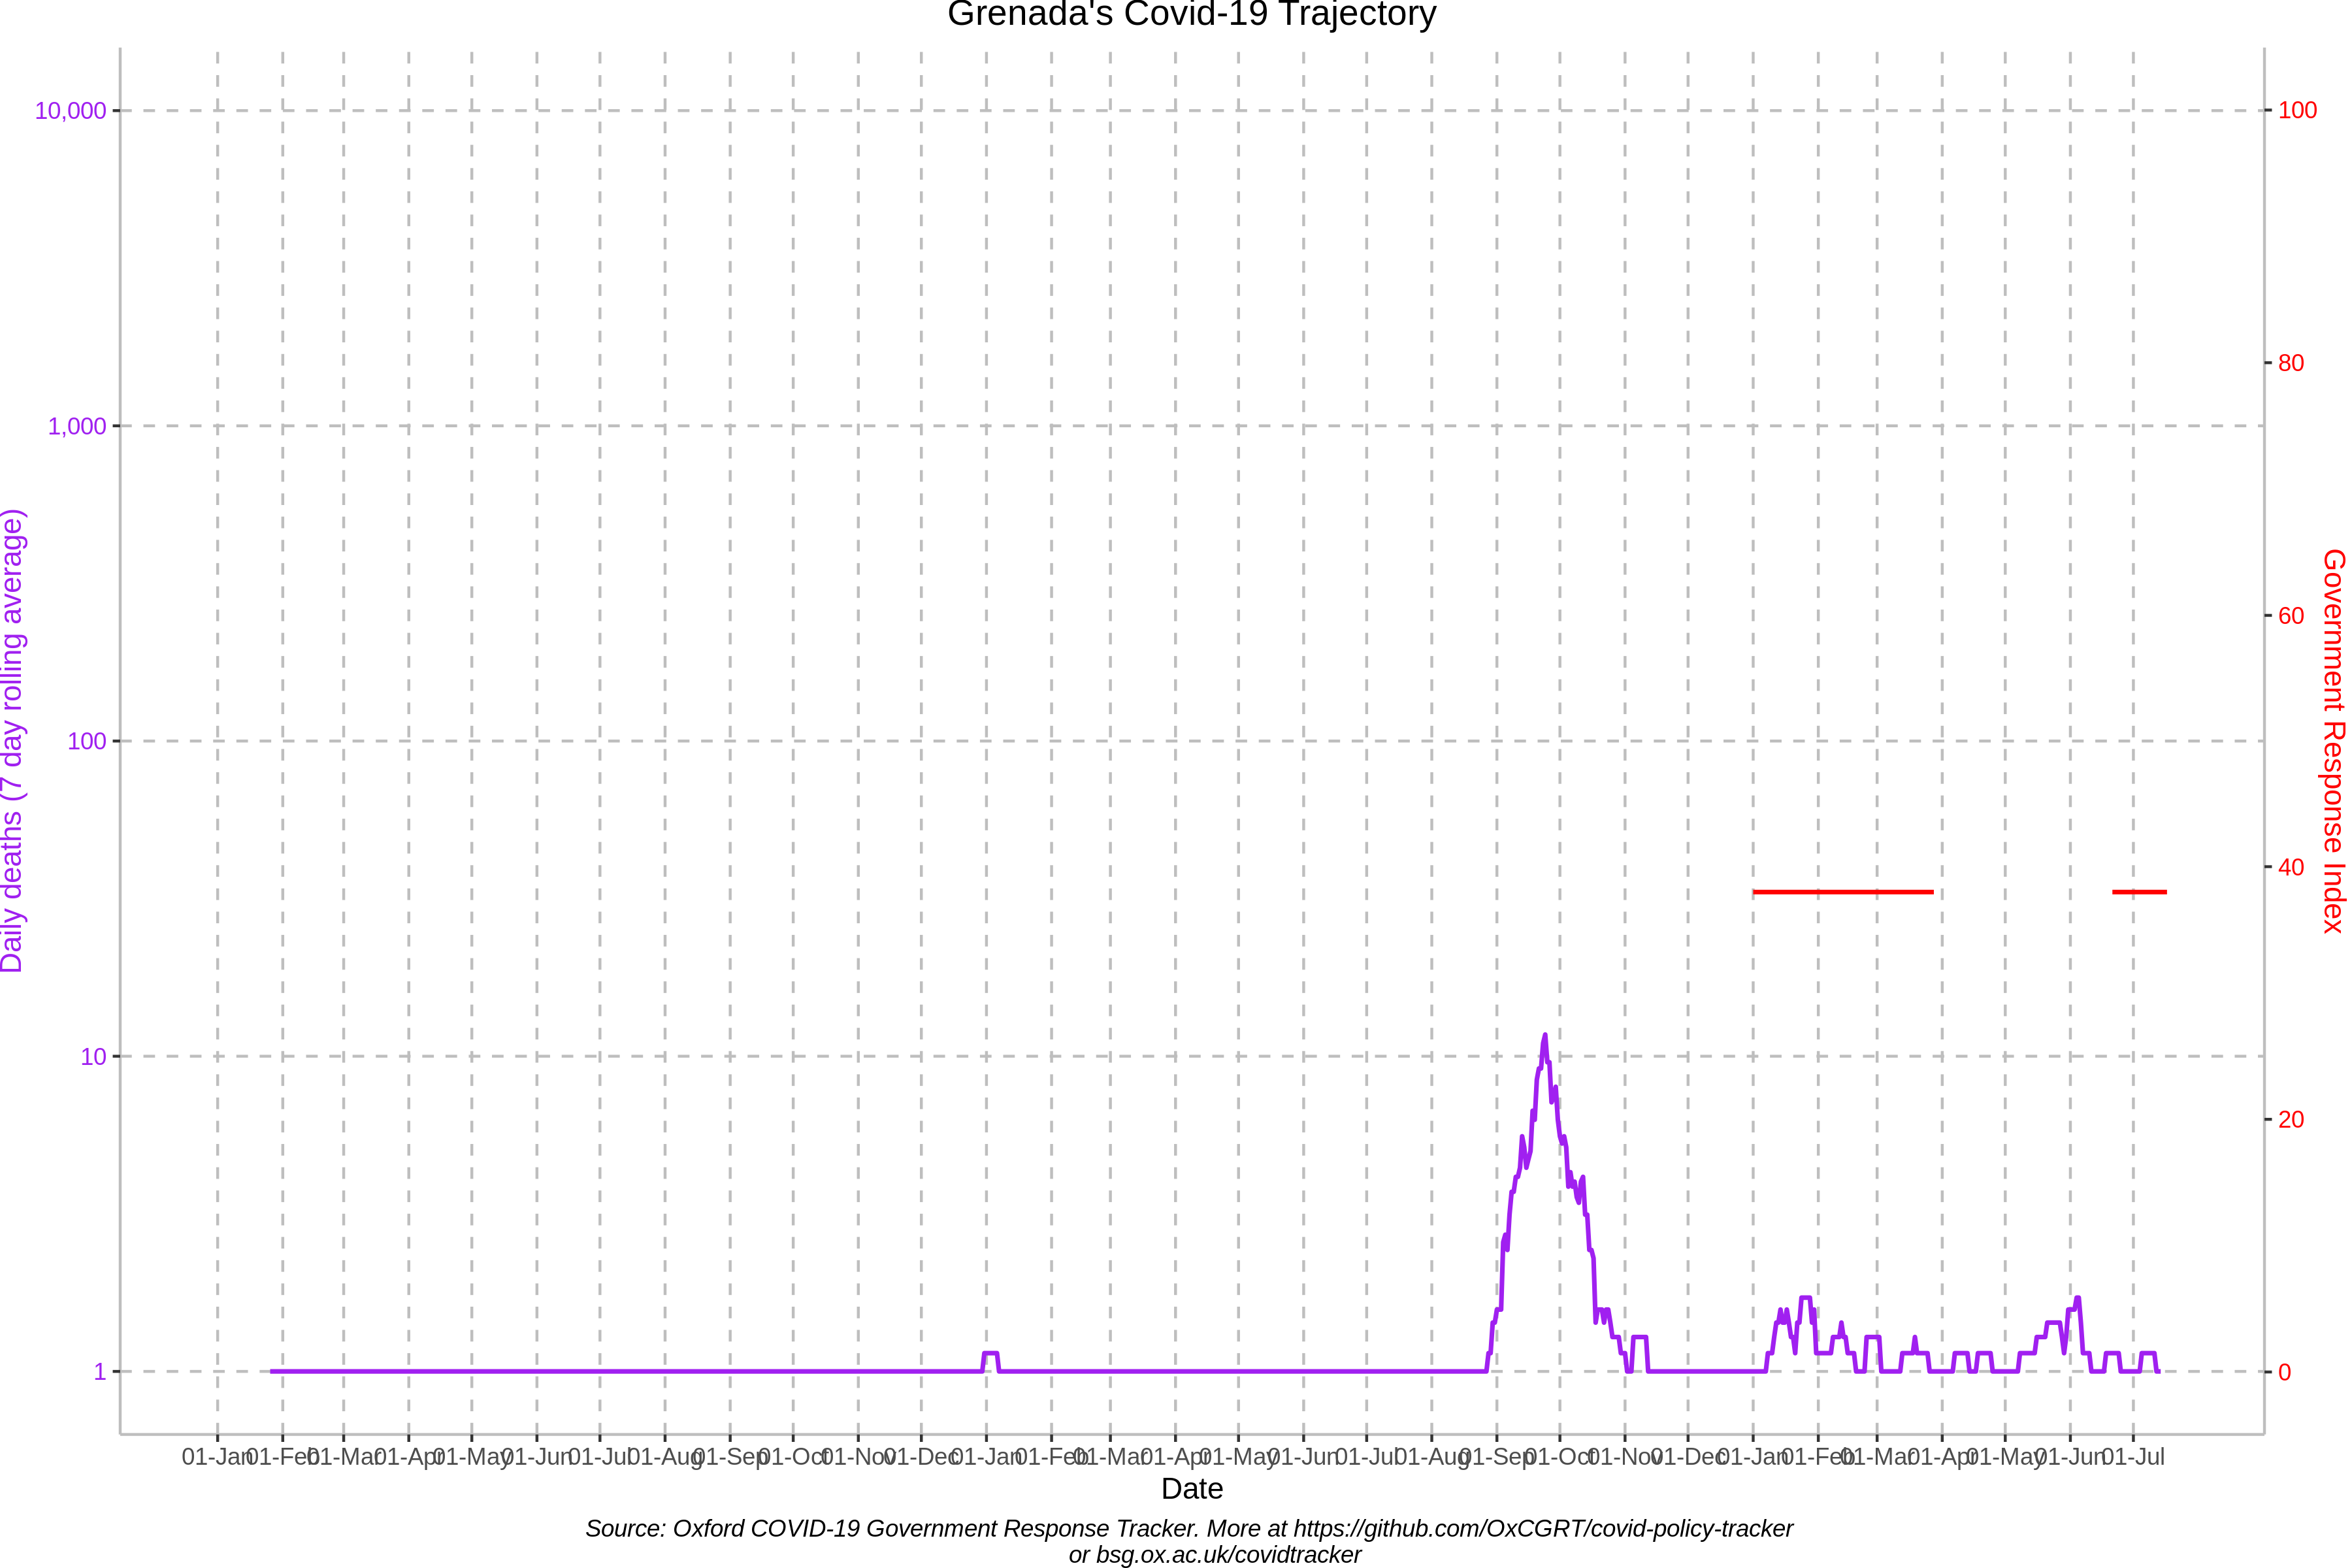 Grenada's Covid-19 Trajectory
10,000
1,000
100
10
1
Daily deaths (7 day rolling average)
100
80
60
40
20
0
Government Response Index
01-Jan 01-Feb 01-Mar 01-Apr 01-May 01-Jun 01-Jul 01-Aug 01-Sep 01-Oct 01-Nov 01-Dec 01-Jan 01-Feb 01-Mar 01-Apr 01-May 01-Jun 01-Jul 01-Aug 01-Sep 01-Oct 01-Nov 01-Dec 01-Jan 01-Feb 01-Mar 01-Apr 01-May 01-Jun 01-Jul
Date
Source: Oxford COVID-19 Government Response Tracker. More at https://github.com/OxCGRT/covid-policy-tracker
or bsg.ox.ac.uk/covidtracker